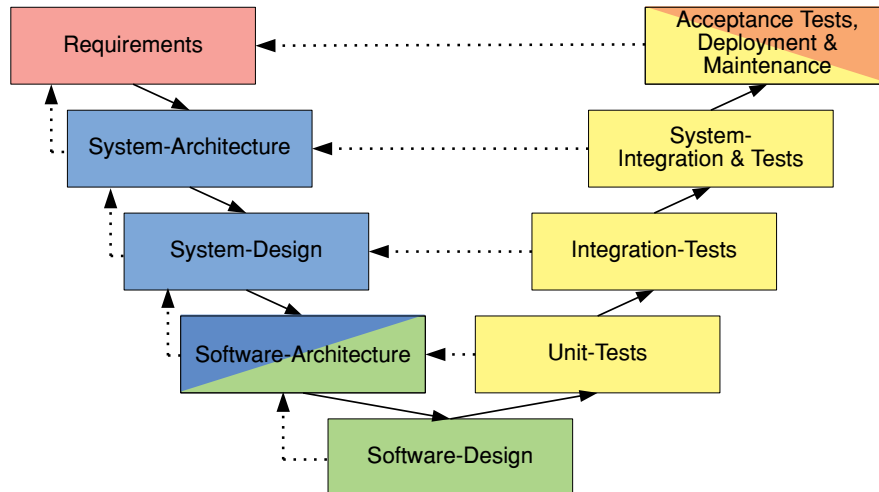 Requirements
Acceptance Tests,
Deployment &
Maintenance
System-Architecture
System-
Integration & Tests
System-Design
Integration-Tests
Software-Architecture
Unit-Tests
Software-Design